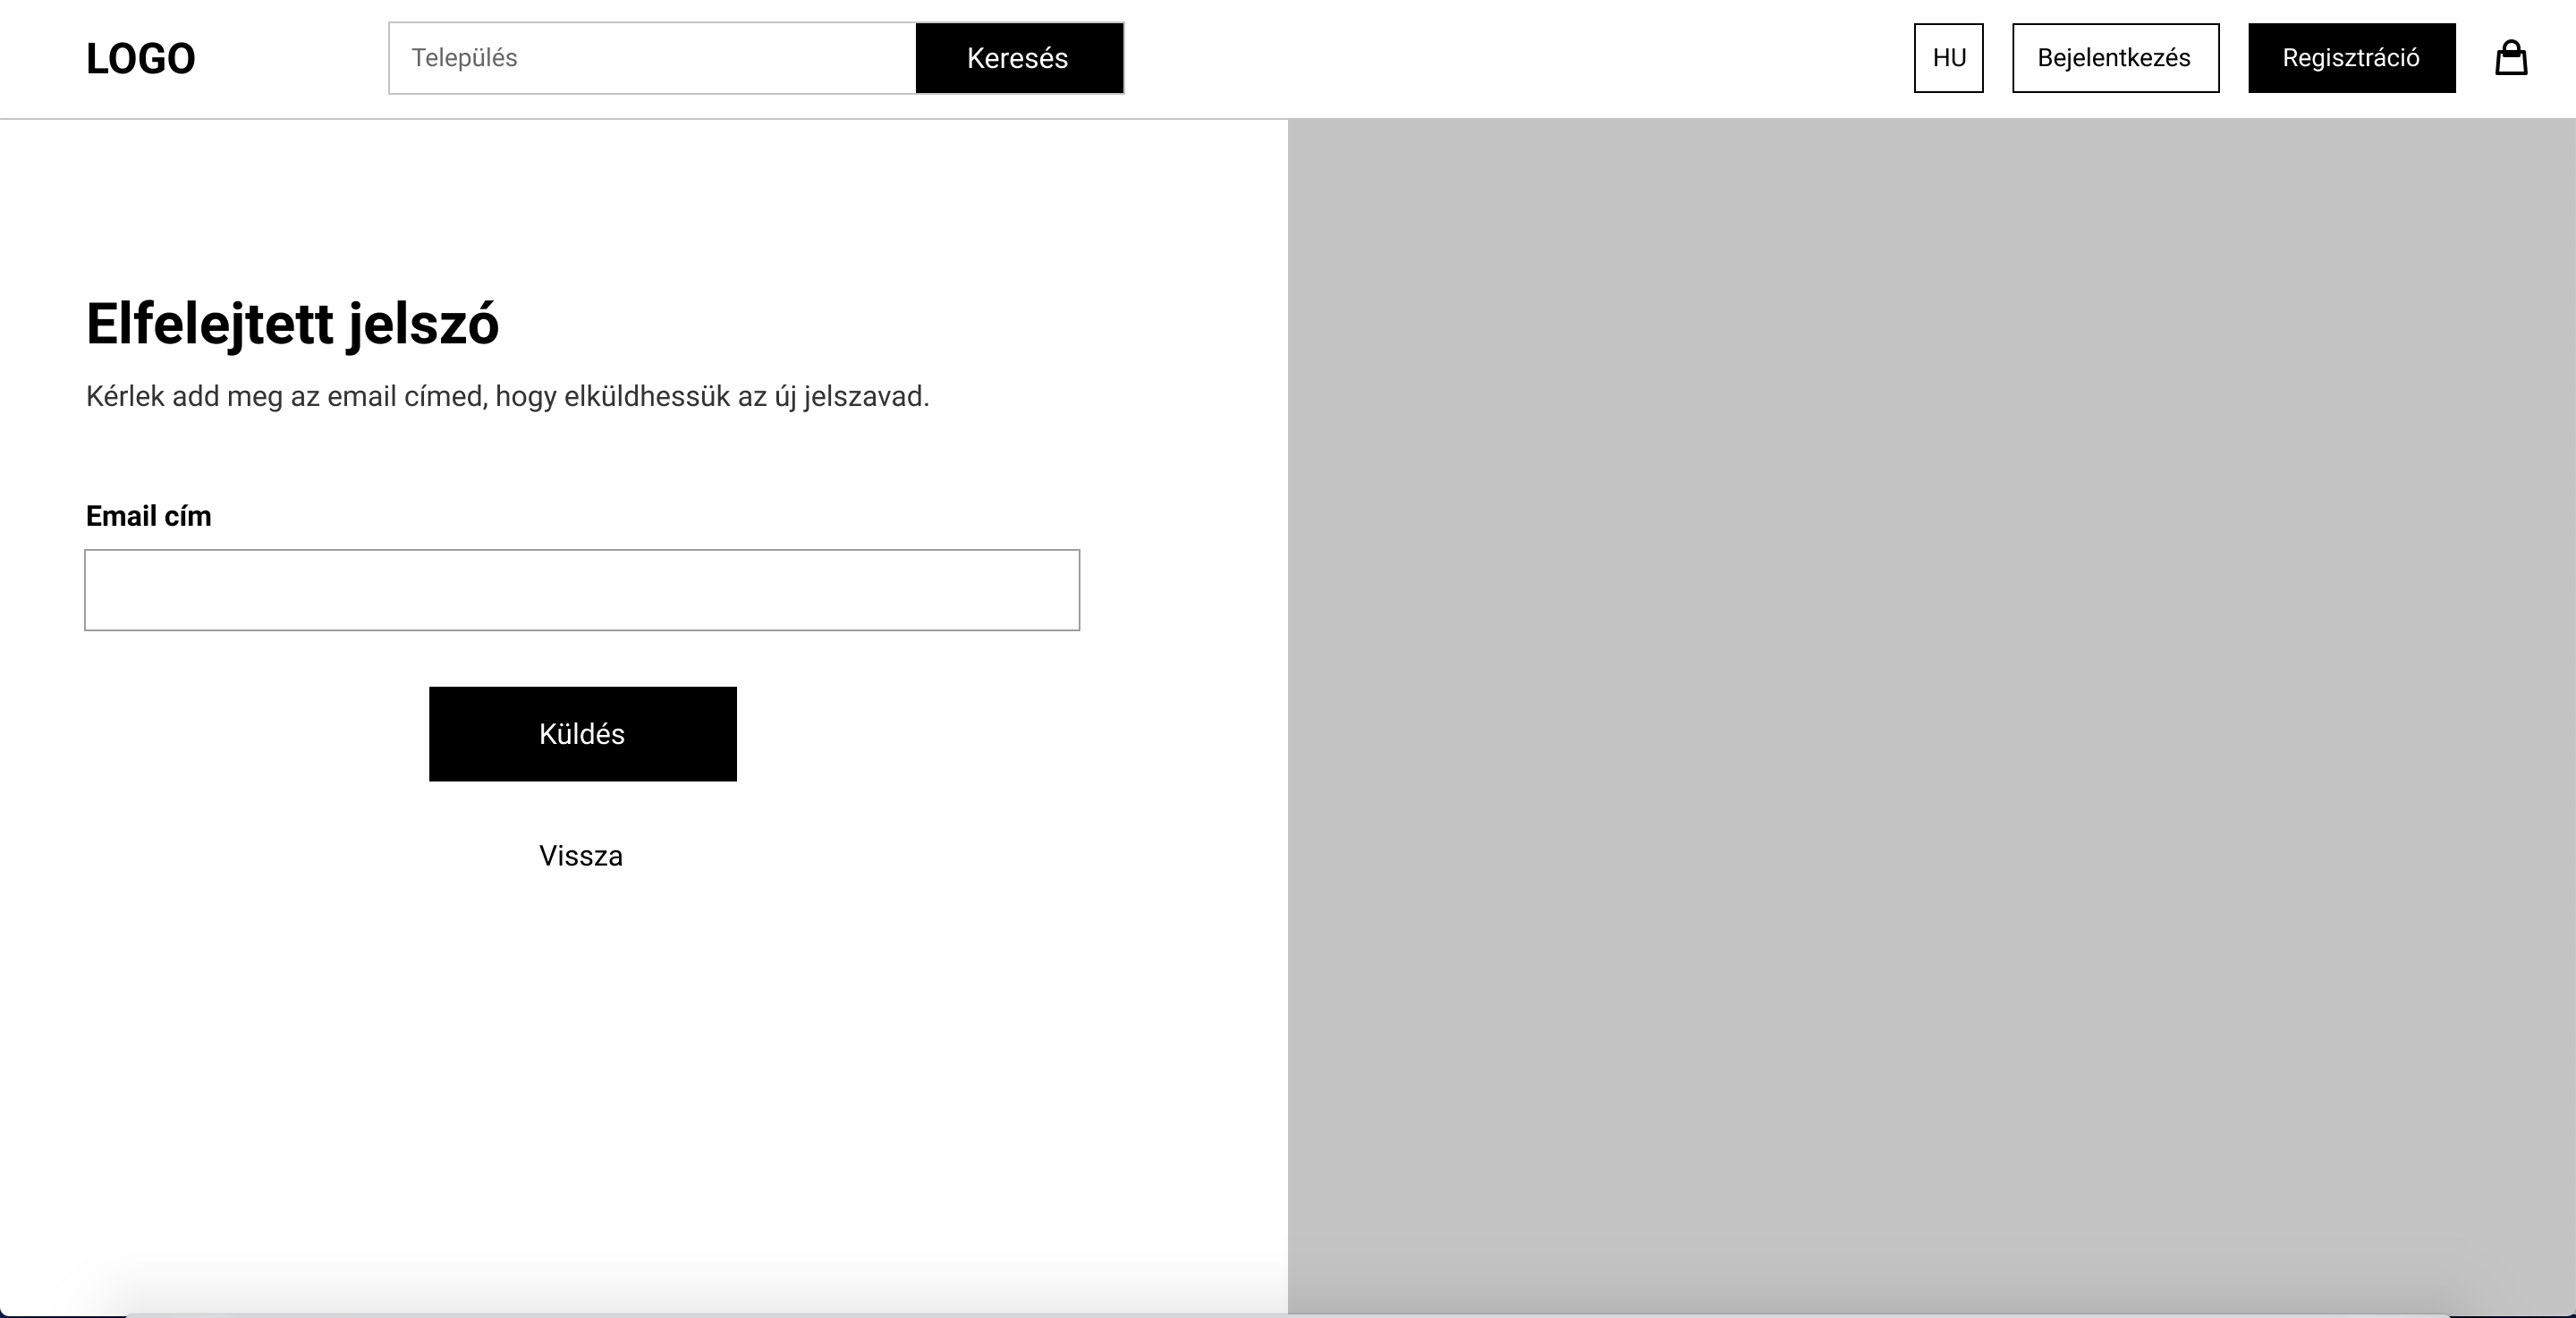 LOGO
Település
Keresés
HU
Bejelentkezés
Regisztráció
Elfelejtett jelszó
Kérlek add meg az email címed, hogy elküldhessük az új jelszavad.
Email cím
Küldés
Vissza